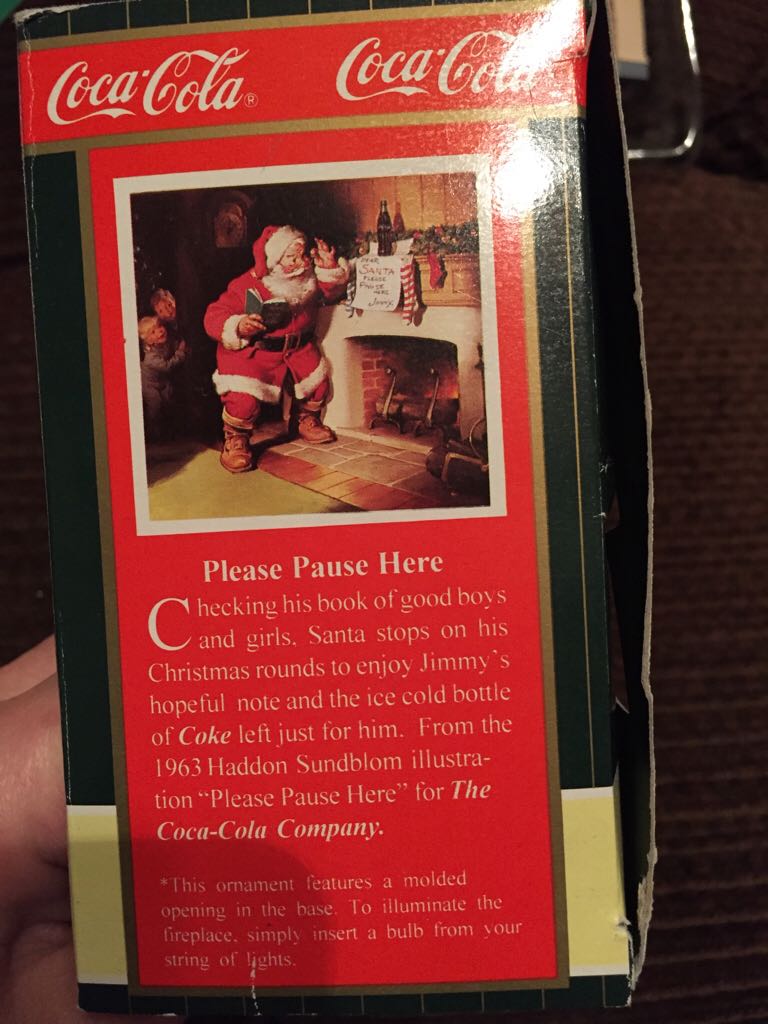 Coca-Cola® Coca-Cola
DEAR
SANTA
PLEASE
PAUSE
HERE
Jimmy
Please Pause Here
Checking his book of good boys
and girls, Santa stops on his
Christmas rounds to enjoy Jimmy's
hopeful note and the ice cold bottle
of Coke left just for him. From the
1963 Haddon Sundblom illustra-
tion "Please Pause Here" for The
Coca-Cola Company.
*This ornament features a molded
opening in the base. To illuminate the
fireplace, simply insert a bulb from your
string of lights.